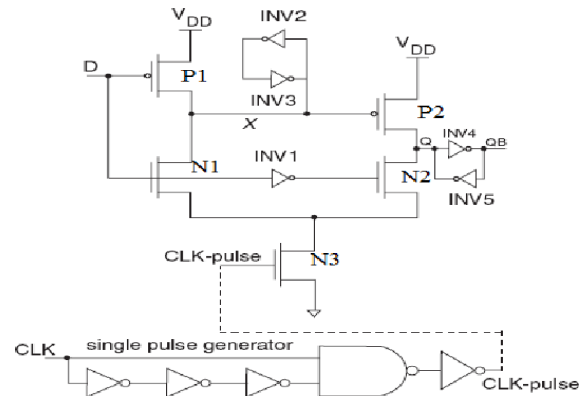 VDD
INV2
VDD
D
P1
INV3
P2
X
Q
INV4
QB
N1
INV1
N2
INV5
CLK-pulse
N3
CLK
single pulse generator
CLK-pulse